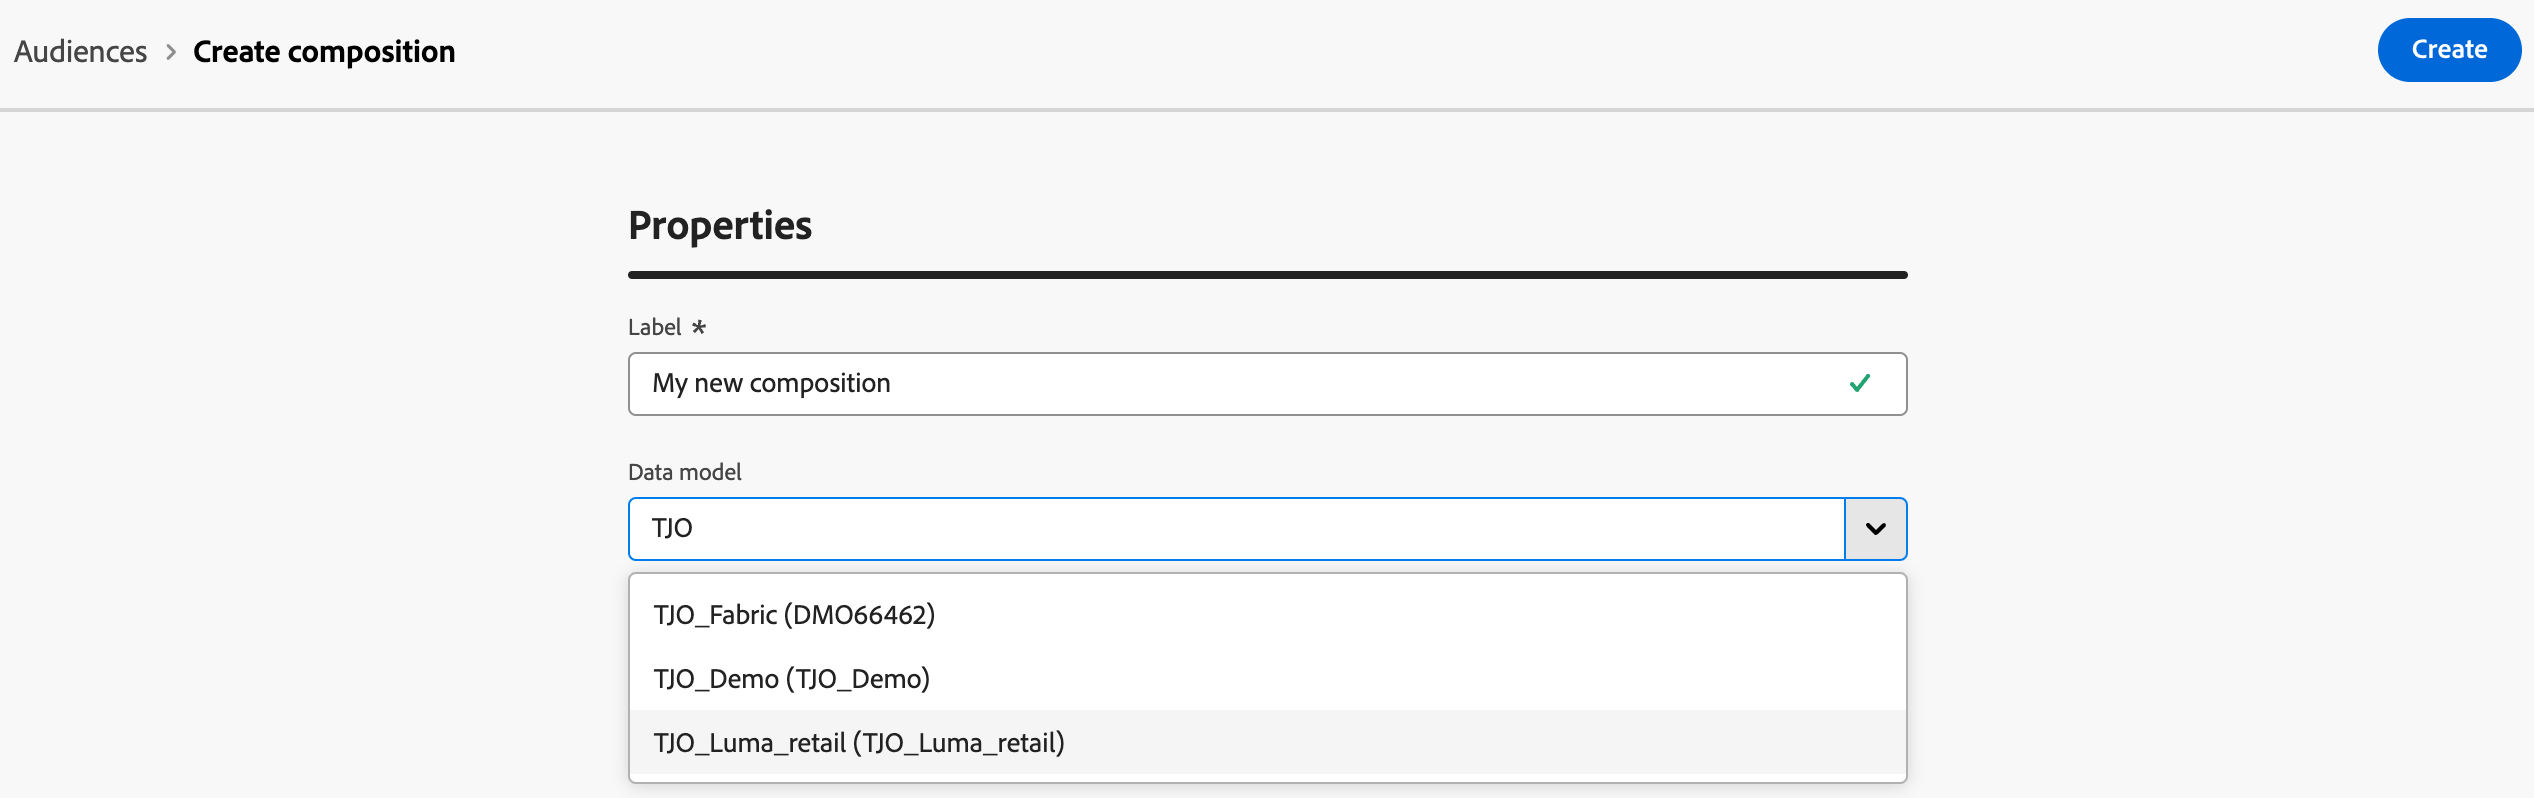 Audiences > Create composition
Create
Properties
Label *
My new composition
Data model
TJO
TJO_Fabric (DMO66462)
TJO_Demo (TJO_Demo)
TJO_Luma_retail (TJO_Luma_retail)